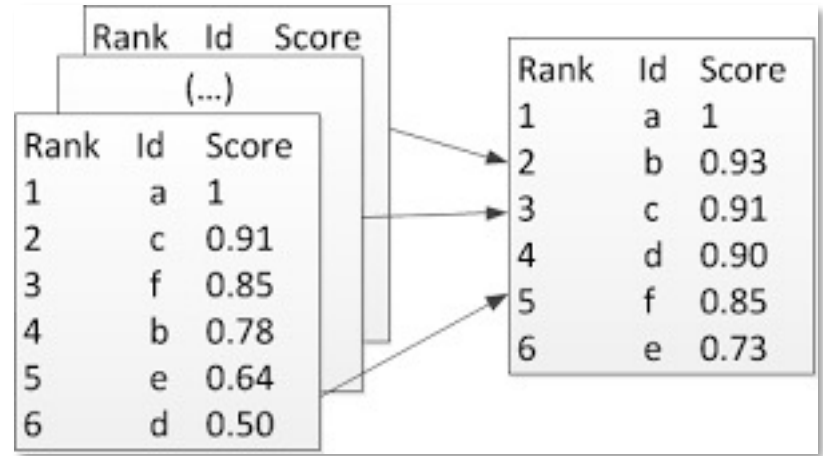 Rank Id Score
(...)
Rank Id Score
1 a 1
2 c 0.91
3 f 0.85
4 b 0.78
5 e 0.64
6 d 0.50
Rank Id Score
1 a 1
2 b 0.93
3 c 0.91
4 d 0.90
5 f 0.85
6 e 0.73